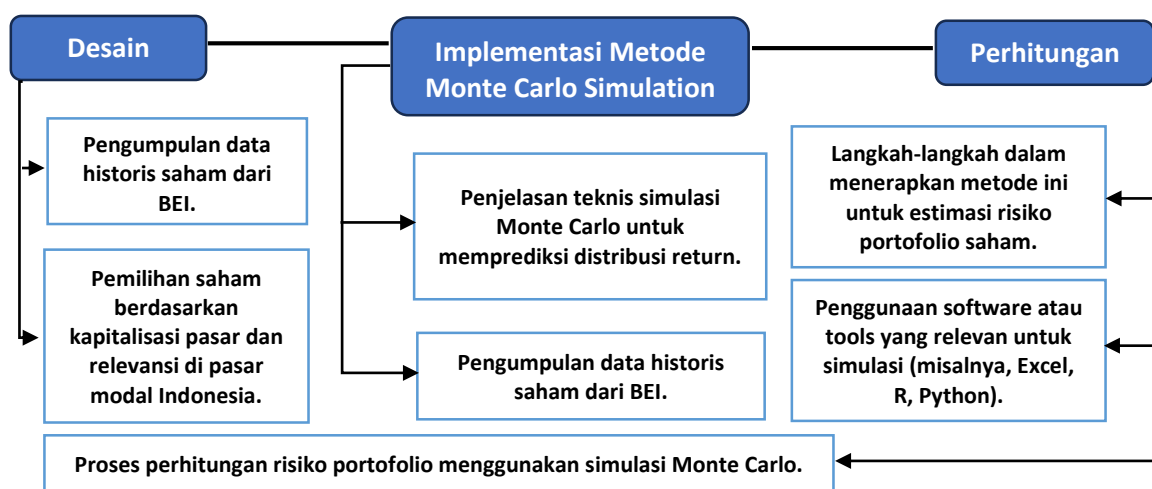 Desain
Implementasi Metode
Monte Carlo Simulation
Perhitungan
Pengumpulan data
historis saham dari
BEI.
Pemilihan saham
berdasarkan
kapitalisasi pasar dan
relevansi di pasar
modal Indonesia.
Penjelasan teknis simulasi
Monte Carlo untuk
memprediksi distribusi return.
Pengumpulan data historis
saham dari BEI.
Langkah-langkah dalam
menerapkan metode ini
untuk estimasi risiko
portofolio saham.
Penggunaan software atau
tools yang relevan untuk
simulasi (misalnya, Excel,
R, Python).
Proses perhitungan risiko portofolio menggunakan simulasi Monte Carlo.